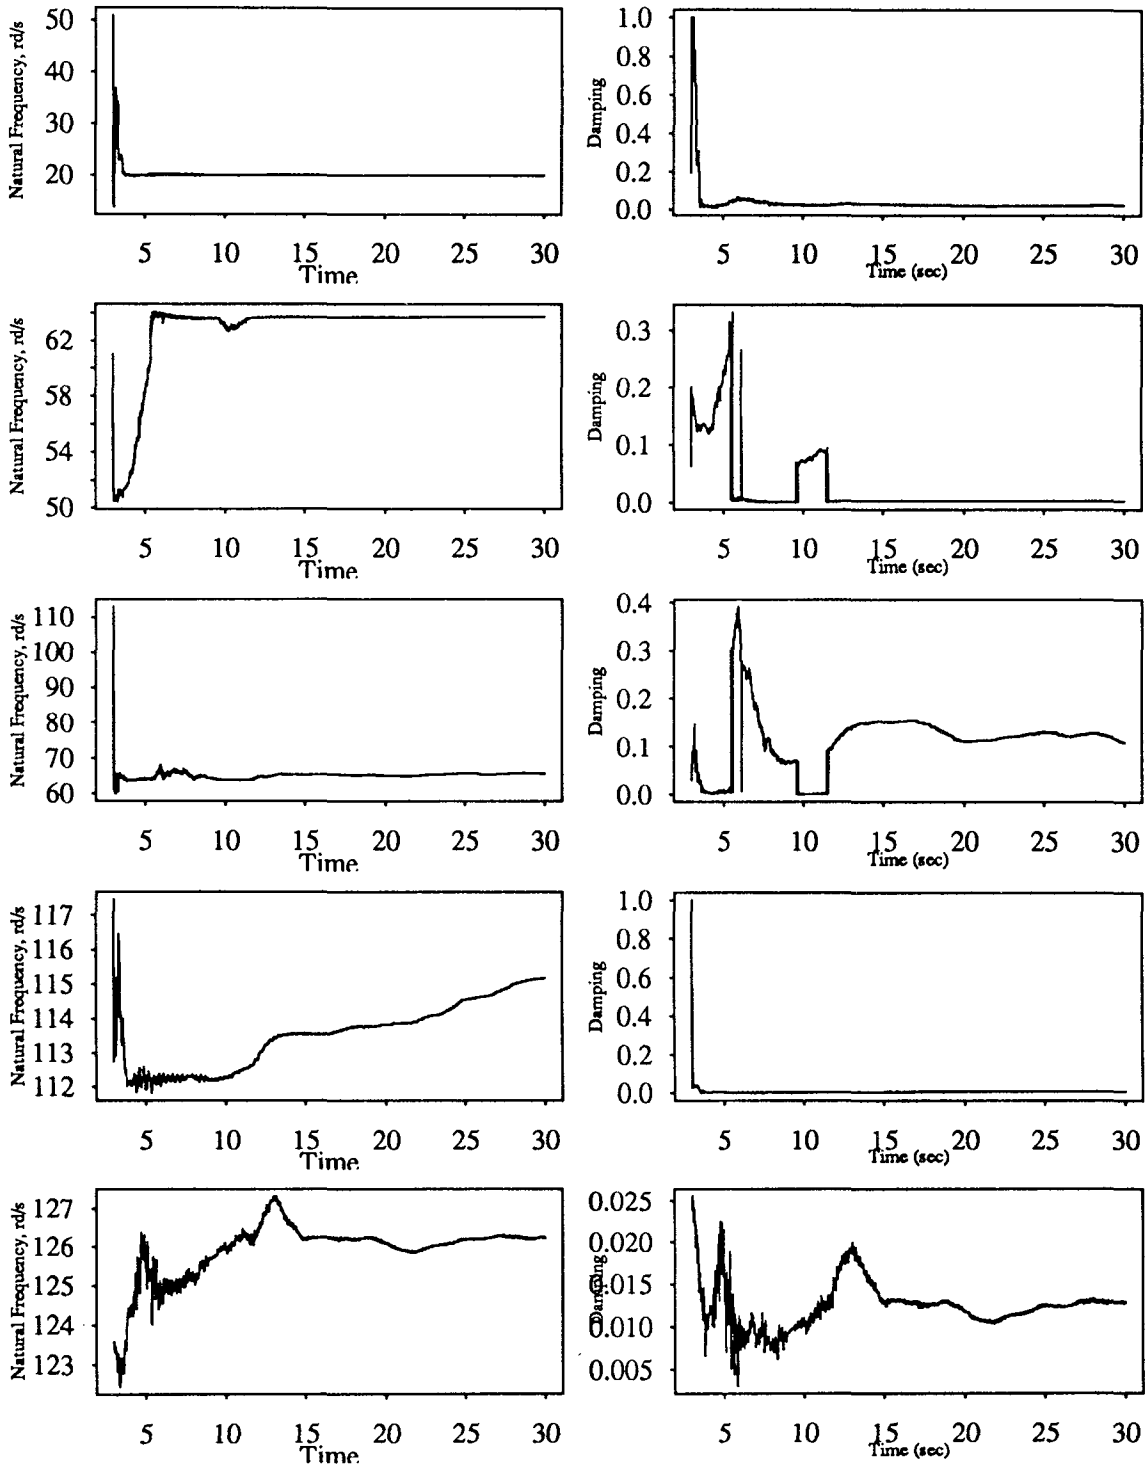 Natural Frequency, rd/s
50
40
30
20
5 10 15 20 25 30
Time
Damping
1.0
0.8
0.6
0.4
0.2
0.0
5 10 15 20 25 30
Time (sec)
Natural Frequency, rd/s
62
58
54
50
5 10 15 20 25 30
Time
Damping
0.3
0.2
0.1
0.0
5 10 15 20 25 30
Time (sec)
Natural Frequency, rd/s
110
100
90
80
70
60
5 10 15 20 25 30
Time
Damping
0.4
0.3
0.2
0.1
0.0
5 10 15 20 25 30
Time (sec)
Natural Frequency, rd/s
117
116
115
114
113
112
5 10 15 20 25 30
Time
Damping
1.0
0.8
0.6
0.4
0.2
0.0
5 10 15 20 25 30
Time (sec)
Natural Frequency, rd/s
127
126
125
124
123
5 10 15 20 25 30
Time
Damping
0.025
0.020
0.015
0.010
0.005
5 10 15 20 25 30
Time (sec)